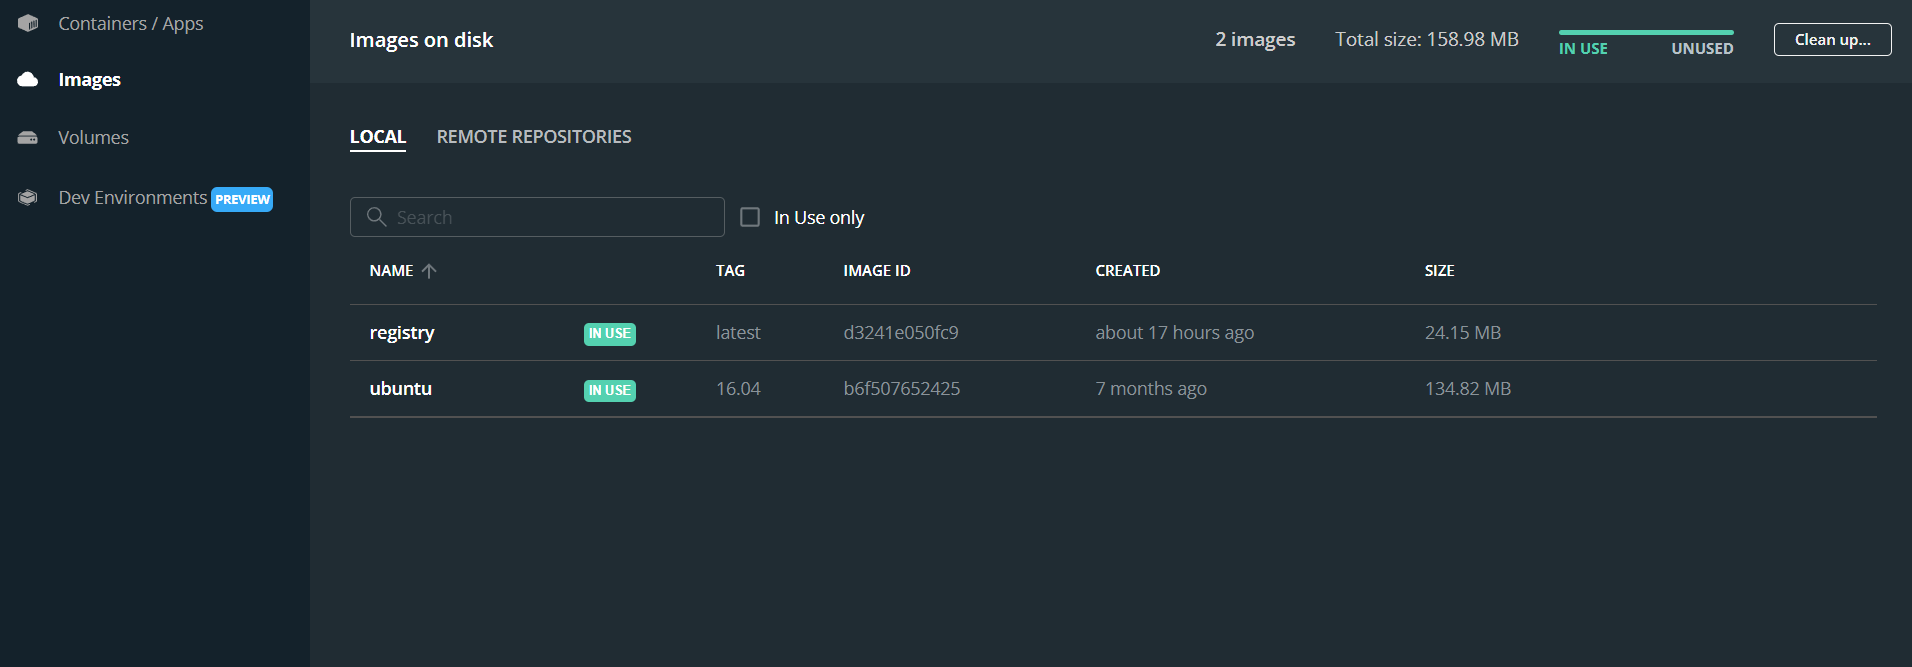 Containers / Apps
Images
Volumes
Dev Environments PREVIEW
Images on disk
2 images
Total size: 158.98 MB
IN USE UNUSED
Clean up...
LOCAL REMOTE REPOSITORIES
Search
In Use only
NAME TAG IMAGE ID CREATED SIZE
registry IN USE latest d3241e050fc9 about 17 hours ago 24.15 MB
ubuntu IN USE 16.04 b6f507652425 7 months ago 134.82 MB